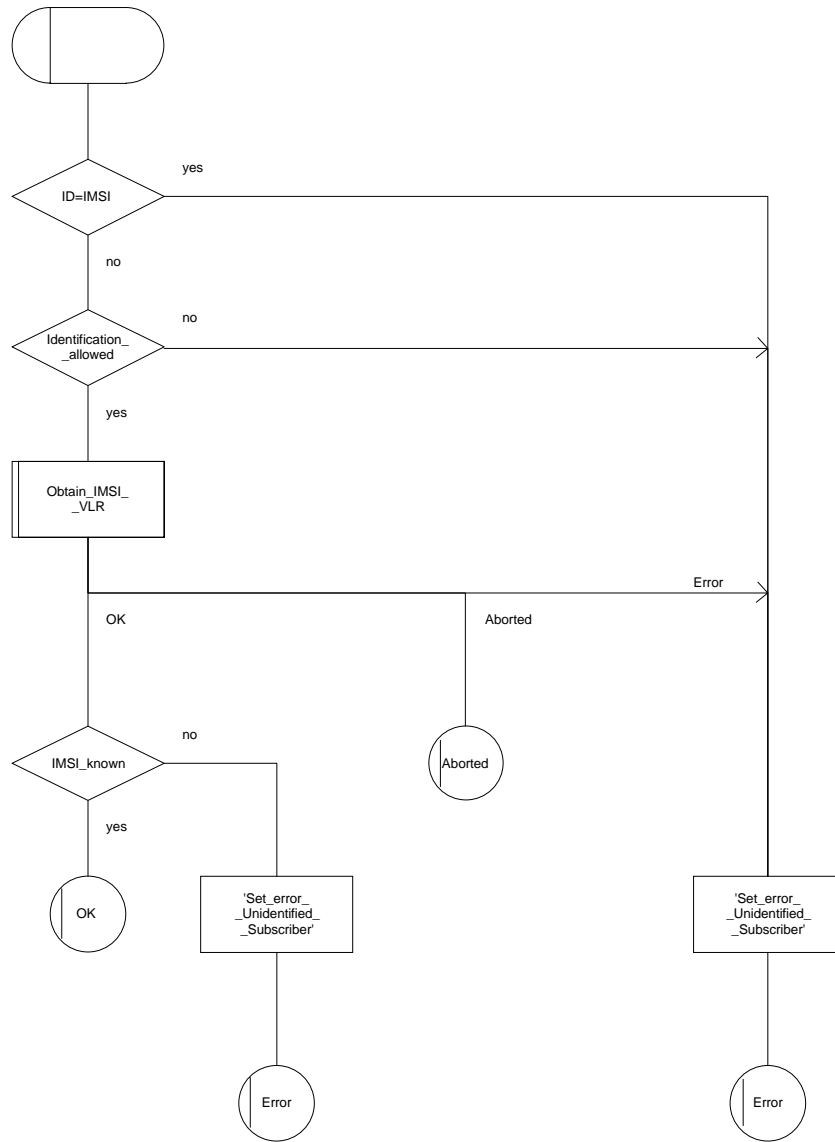 yes
ID=IMSI
no
no
Identification_
_allowed
yes
Obtain_IMSI_
_VLR
Error
OK
Aborted
no
IMSI_known
Aborted
yes
OK
'Set_error_
_Unidentified_
_Subscriber'
'Set_error_
_Unidentified_
_Subscriber'
Error
Error